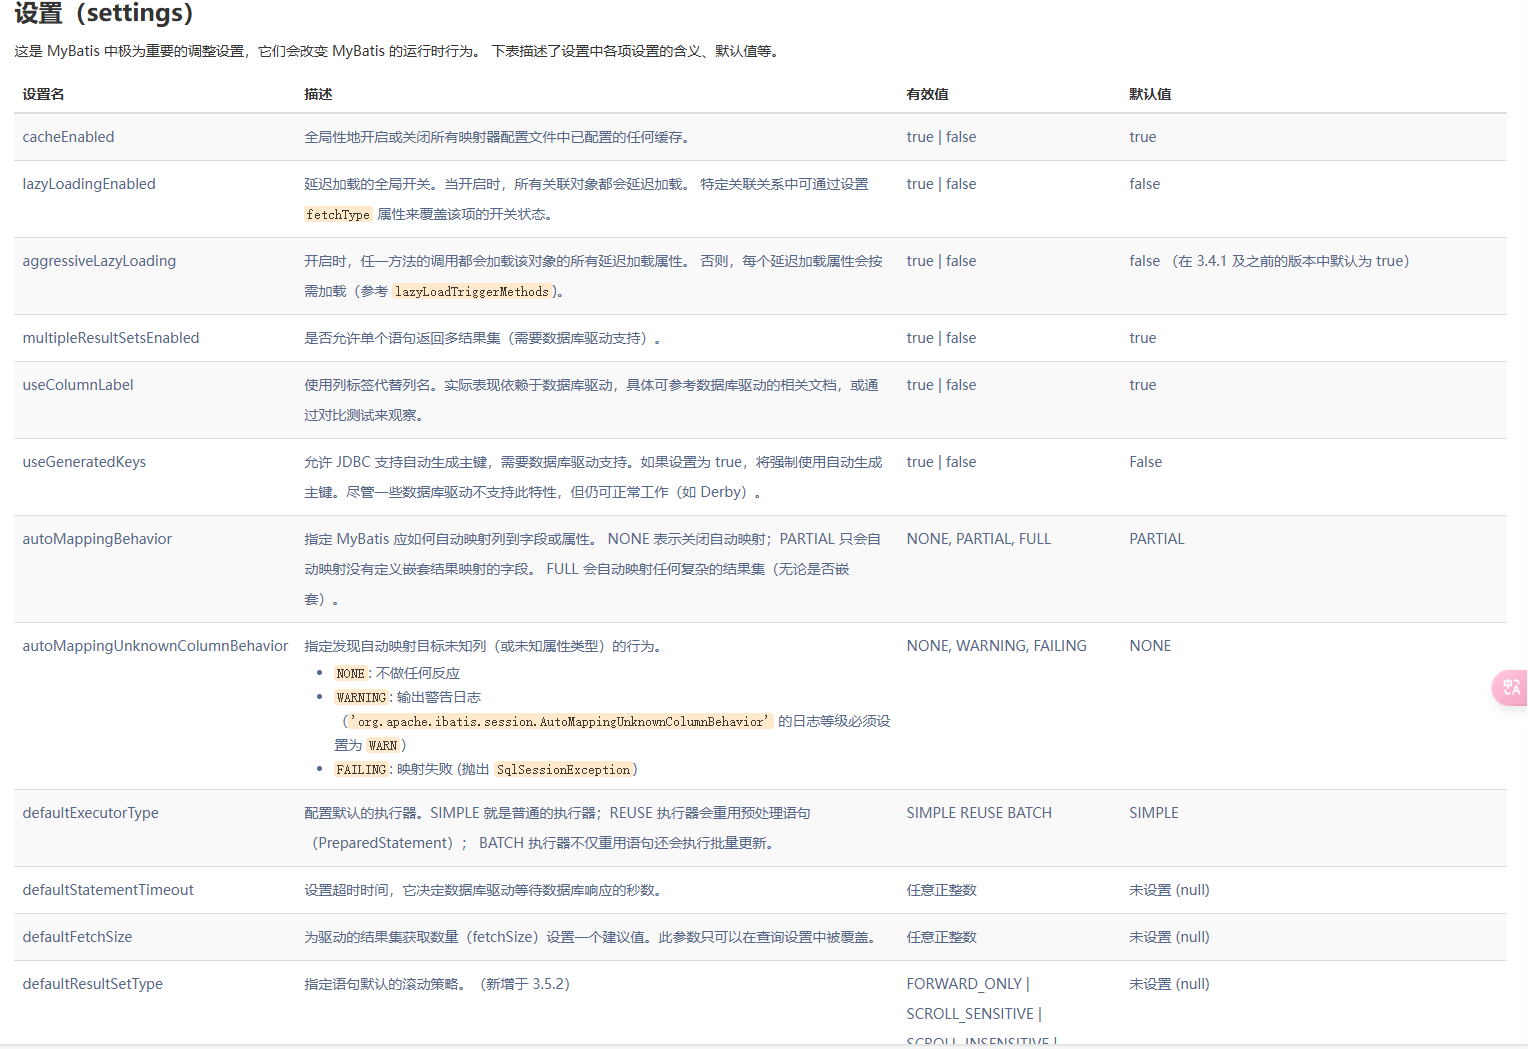 设置（settings）
这是 MyBatis 中极为重要的调整设置，它们会改变 MyBatis 的运行时行为。 下表描述了设置中各项设置的含义、默认值等。
设置名 描述 有效值 默认值
cacheEnabled 全局性地开启或关闭所有映射器配置文件中已配置的任何缓存。 true | false true
lazyLoadingEnabled 延迟加载的全局开关。当开启时，所有关联对象都会延迟加载。 特定关联关系中可通过设置 true | false false
fetchType 属性来覆盖该项的开关状态。
aggressiveLazyLoading 开启时，任一方法的调用都会加载该对象的所有延迟加载属性。 否则，每个延迟加载属性会按 true | false false （在 3.4.1 及之前的版本中默认为 true）
需加载（参考 lazyLoadTriggerMethods)。
multipleResultSetsEnabled 是否允许单个语句返回多结果集（需要数据库驱动支持）。 true | false true
useColumnLabel 使用列标签代替列名。实际表现依赖于数据库驱动，具体可参考数据库驱动的相关文档，或通 true | false true
过对比测试来观察。
useGeneratedKeys 允许 JDBC 支持自动生成主键，需要数据库驱动支持。如果设置为 true，将强制使用自动生成 true | false False
主键。尽管一些数据库驱动不支持此特性，但仍可正常工作（如 Derby）。
autoMappingBehavior 指定 MyBatis 应如何自动映射列到字段或属性。 NONE 表示关闭自动映射；PARTIAL 只会自 NONE, PARTIAL, FULL PARTIAL
动映射没有定义嵌套结果映射的字段。 FULL 会自动映射任何复杂的结果集（无论是否嵌
套）。
autoMappingUnknownColumnBehavior 指定发现自动映射目标未知列（或未知属性类型）的行为。 NONE, WARNING, FAILING NONE
• NONE: 不做任何反应
• WARNING: 输出警告日志
（'org.apache.ibatis.session.AutoMappingUnknownColumnBehavior' 的日志等级必须设
置为 WARN）
• FAILING: 映射失败 (抛出 SqlSessionException)
defaultExecutorType 配置默认的执行器。SIMPLE 就是普通的执行器；REUSE 执行器会重用预处理语句 SIMPLE REUSE BATCH SIMPLE
（PreparedStatement）； BATCH 执行器不仅重用语句还会执行批量更新。
defaultStatementTimeout 设置超时时间，它决定数据库驱动等待数据库响应的秒数。 任意正整数 未设置 (null)
defaultFetchSize 为驱动的结果集获取数量（fetchSize）设置一个建议值。此参数只可以在查询设置中被覆盖。 任意正整数 未设置 (null)
defaultResultSetType 指定语句默认的滚动策略。（新增于 3.5.2） FORWARD_ONLY | 未设置 (null)
SCROLL_SENSITIVE |
SCROLL_INSENSITIVE |